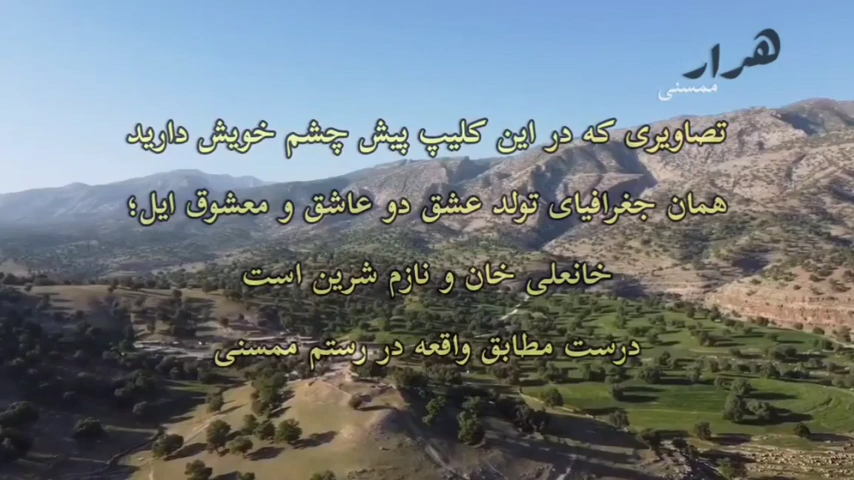 هرار
ممسنی
تصاویری که در این کلیپ پیش چشم خویش دارید
همان جغرافیای تولد عشق دو عاشق و معشوق ایل؛
خانعلی خان و نازم شرین است
درست مطابق واقعه در رستم ممسنی